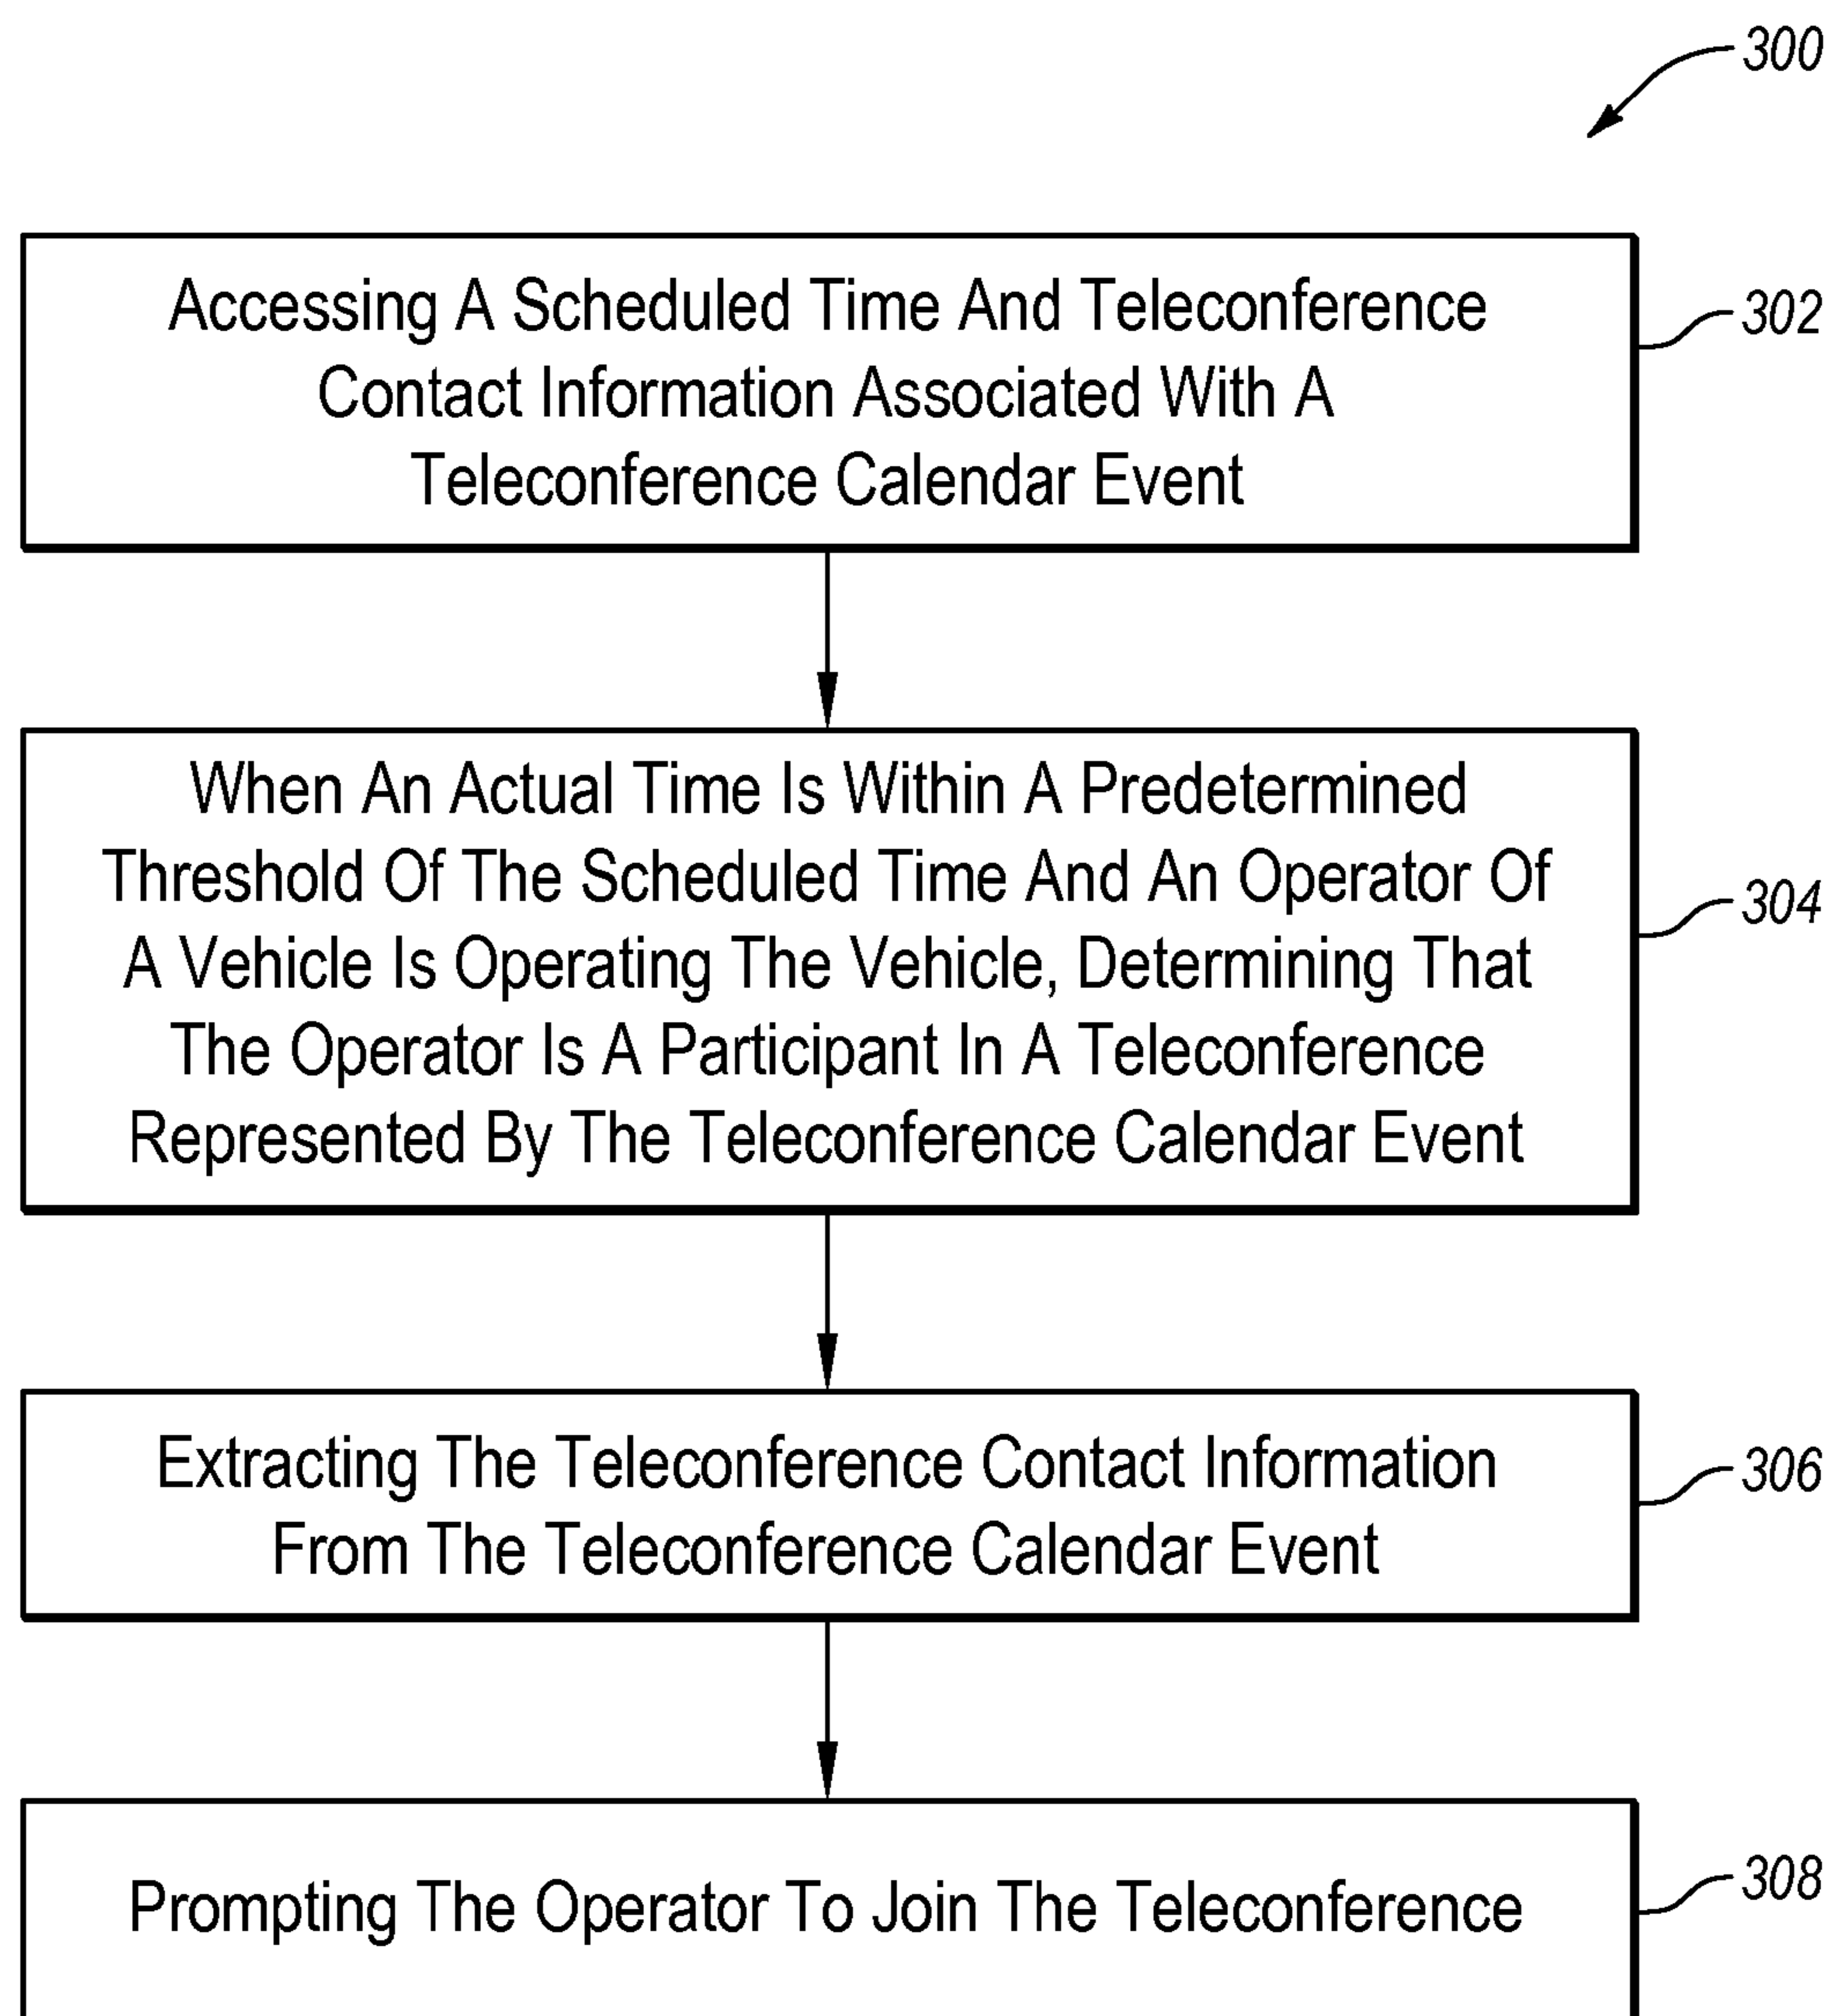 300
Accessing A Scheduled Time And Teleconference
Contact Information Associated With A
Teleconference Calendar Event
302
When An Actual Time Is Within A Predetermined
Threshold Of The Scheduled Time And An Operator Of
A Vehicle Is Operating The Vehicle, Determining That
The Operator Is A Participant In A Teleconference
Represented By The Teleconference Calendar Event
304
Extracting The Teleconference Contact Information
From The Teleconference Calendar Event
306
Prompting The Operator To Join The Teleconference
308